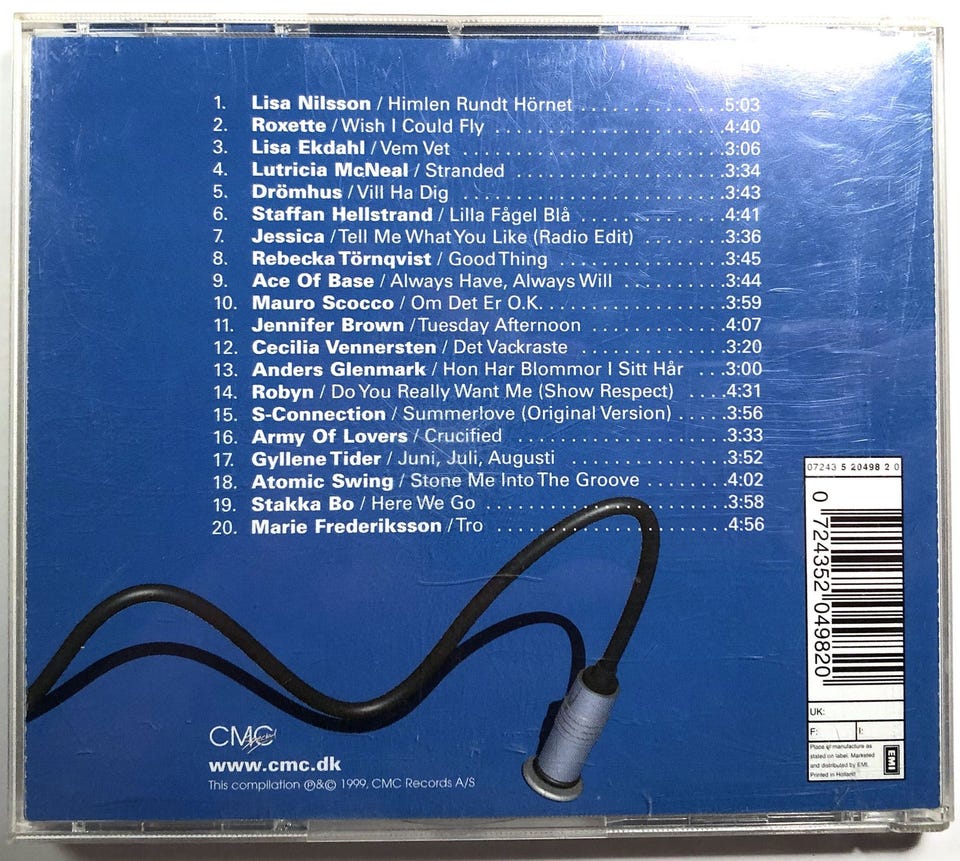 1. Lisa Nilsson / Himlen Rundt Hörnet . . . . . . . . . . . . .5:03
2. Roxette / Wish I Could Fly . . . . . . . . . . . . . . . . . . . . .4:40
3. Lisa Ekdahl / Vem Vet . . . . . . . . . . . . . . . . . . . . . . . .3:06
4. Lutricia McNeal / Stranded . . . . . . . . . . . . . . . . . . .3:34
5. Drömhus / Vill Ha Dig . . . . . . . . . . . . . . . . . . . . . . . .3:43
6. Staffan Hellstrand / Lilla Fågel Blå . . . . . . . . . . . . .4:41
7. Jessica / Tell Me What You Like (Radio Edit) . . . . . . .3:36
8. Rebecka Törnqvist / Good Thing . . . . . . . . . . . . . . . .3:45
9. Ace Of Base / Always Have, Always Will . . . . . . . . .3:44
10. Mauro Scocco / Om Det Er O.K. . . . . . . . . . . . . . . . .3:59
11. Jennifer Brown / Tuesday Afternoon . . . . . . . . . . . .4:07
12. Cecilia Vennersten / Det Vackraste . . . . . . . . . . . . .3:20
13. Anders Glenmark / Hon Har Blommor I Sitt Hår . . .3:00
14. Robyn / Do You Really Want Me (Show Respect) . . . .4:31
15. S-Connection / Summerlove (Original Version) . . . . .3:56
16. Army Of Lovers / Crucified . . . . . . . . . . . . . . . . . . .3:33
17. Gyllene Tider / Juni, Juli, Augusti . . . . . . . . . . . . . .3:52
18. Atomic Swing / Stone Me Into The Groove . . . . . . . .4:02
19. Stakka Bo / Here We Go . . . . . . . . . . . . . . . . . . . . . .3:58
20. Marie Frederiksson / Tro . . . . . . . . . . . . . . . . . . . . .4:56
07243 5 20498 2 0
0 724352 049820
UK:
F: I:
Place of manufacture as
stated on label. Marketed
and distributed by EMI.
Printed in Holland
EMI
CMC special
www.cmc.dk
This compilation ℗&© 1999, CMC Records A/S